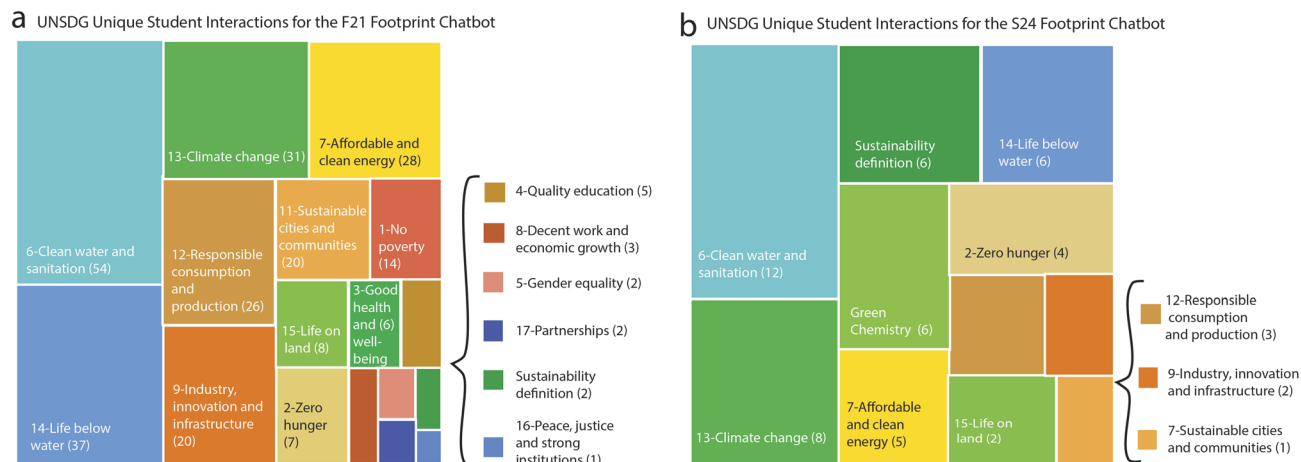 a UNSDG Unique Student Interactions for the F21 Footprint Chatbot
6-Clean water and
sanitation (54)
13-Climate change (31)
7-Affordable and
clean energy (28)
12-Responsible
consumption
and
production (26)
11-Sustainable
cities and
communities
(20)
1-No
poverty
(14)
14-Life below
water (37)
9-Industry,
innovation and
infrastructure
(20)
15-Life on
land (8)
3-Good
health
and (6)
well-
being
2-Zero
hunger
(7)
4-Quality education (5)
8-Decent work and
economic growth (3)
5-Gender equality (2)
17-Partnerships (2)
Sustainability
definition (2)
16-Peace, justice
and strong
institutions (1)
b UNSDG Unique Student Interactions for the S24 Footprint Chatbot
6-Clean water and
sanitation (12)
Sustainability
definition (6)
14-Life below
water (6)
Green
Chemistry (6)
2-Zero hunger (4)
13-Climate change (8)
7-Affordable
and clean
energy (5)
15-Life on
land (2)
12-Responsible
consumption
and production (3)
9-Industry, innovation
and infrastructure (2)
7-Sustainable cities
and communities (1)